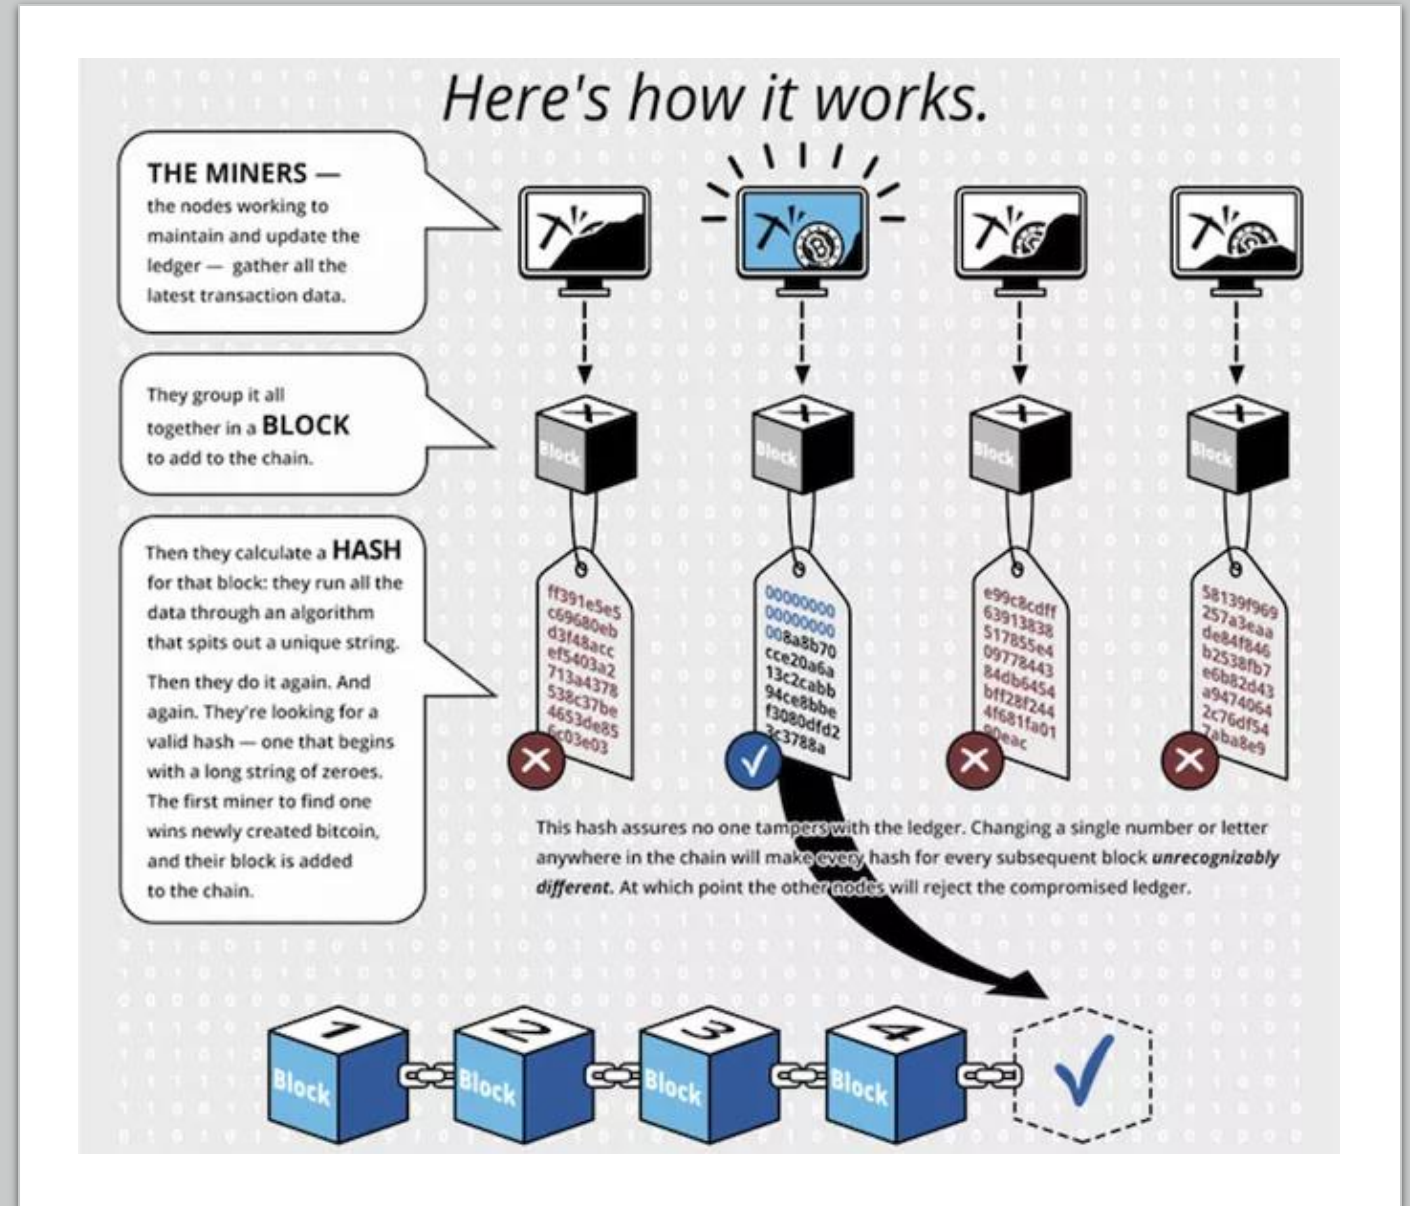 Here's how it works.
THE MINERS —
the nodes working to
maintain and update the
ledger — gather all the
latest transaction data.
They group it all
together in a BLOCK
to add to the chain.
Then they calculate a HASH
for that block: they run all the
data through an algorithm
that spits out a unique string.
Then they do it again. And
again. They're looking for a
valid hash — one that begins
with a long string of zeroes.
The first miner to find one
wins newly created bitcoin,
and their block is added
to the chain.
X
Block
X
Block
X
Block
X
Block
ff391e5e5
c69680eb
d3f48acc
ef5403a2
713a4378
538c37be
4653de85
6c03e03
00000000
00000000
008a8b70
cce20a6a
13c2cabb
94ce8bbe
f3080dfd2
3c3788a
e99c8cdff
63913838
517855e4
09778443
84db6454
bff28f244
4f681fa01
90eac
58139f969
257a3eaa
de84f846
b2538fb7
e6b82d43
a9474064
2c76df54
7aba8e9
This hash assures no one tampers with the ledger. Changing a single number or letter
anywhere in the chain will make every hash for every subsequent block unrecognizably
different. At which point the other nodes will reject the compromised ledger.
1
Block
2
Block
3
Block
4
Block